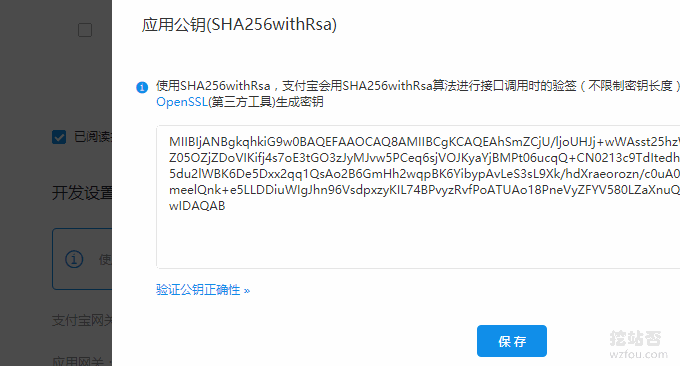 应用公钥(SHA256withRsa)
使用SHA256withRsa，支付宝会用SHA256withRsa算法进行接口调用时的验签（不限制密钥长度）
OpenSSL(第三方工具)生成密钥
MIIBIjANBgkqhkiG9w0BAQEFAAOCAQ8AMIIBCgKCAQEAhSmZCjU/ljoUHJj+wWAsst25hzV
Z05OZjZDoVIKifj4s7oE3tGO3zJyMJvw5PCeq6sjVOJKyaYjBMPt06ucqQ+CN0213c9TdItedh
5du2lWBK6De5Dxx2qq1QsAo2B6GmHh2wqpBK6YibypAvLeS3sL9Xk/hdXraeorozn/c0uA0
meeIQnk+e5LLDDiuWIgJhn96VsdpxzyKIL74BPvyzRvfPoATUAo18PneVyZFYV580LZaXnuQ
wIDAQAB
验证公钥正确性 »
保存
已阅读
开发设置
使
支付宝网关
应用网关
挖站否
wzfou.com